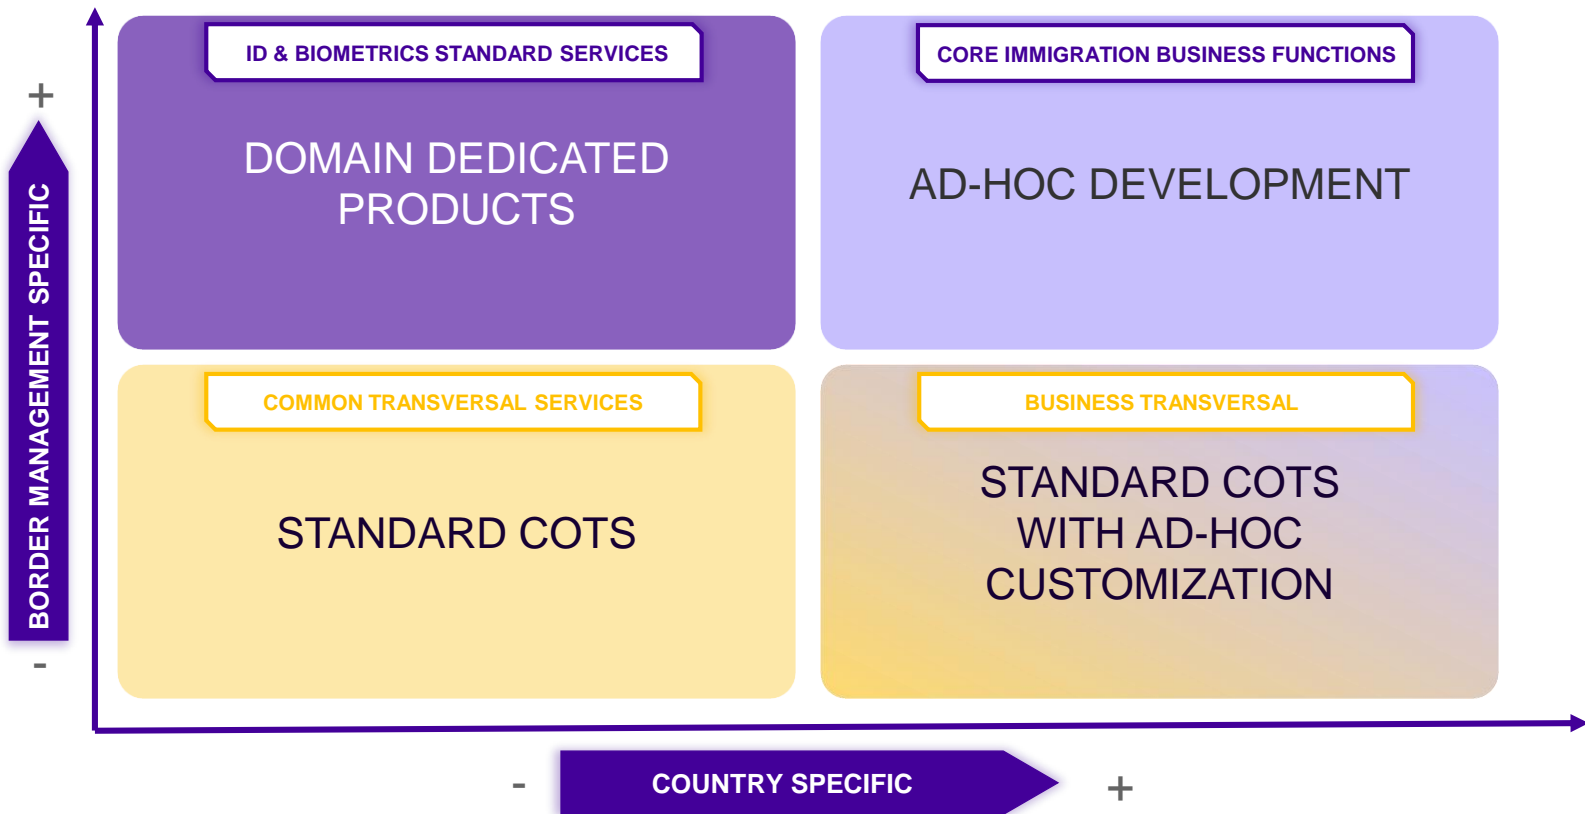 ID & BIOMETRICS STANDARD SERVICES
DOMAIN DEDICATED
PRODUCTS
CORE IMMIGRATION BUSINESS FUNCTIONS
AD-HOC DEVELOPMENT
+
BORDER MANAGEMENT SPECIFIC
-
COMMON TRANSVERSAL SERVICES
STANDARD COTS
BUSINESS TRANSVERSAL
STANDARD COTS
WITH AD-HOC
CUSTOMIZATION
-
COUNTRY SPECIFIC
+